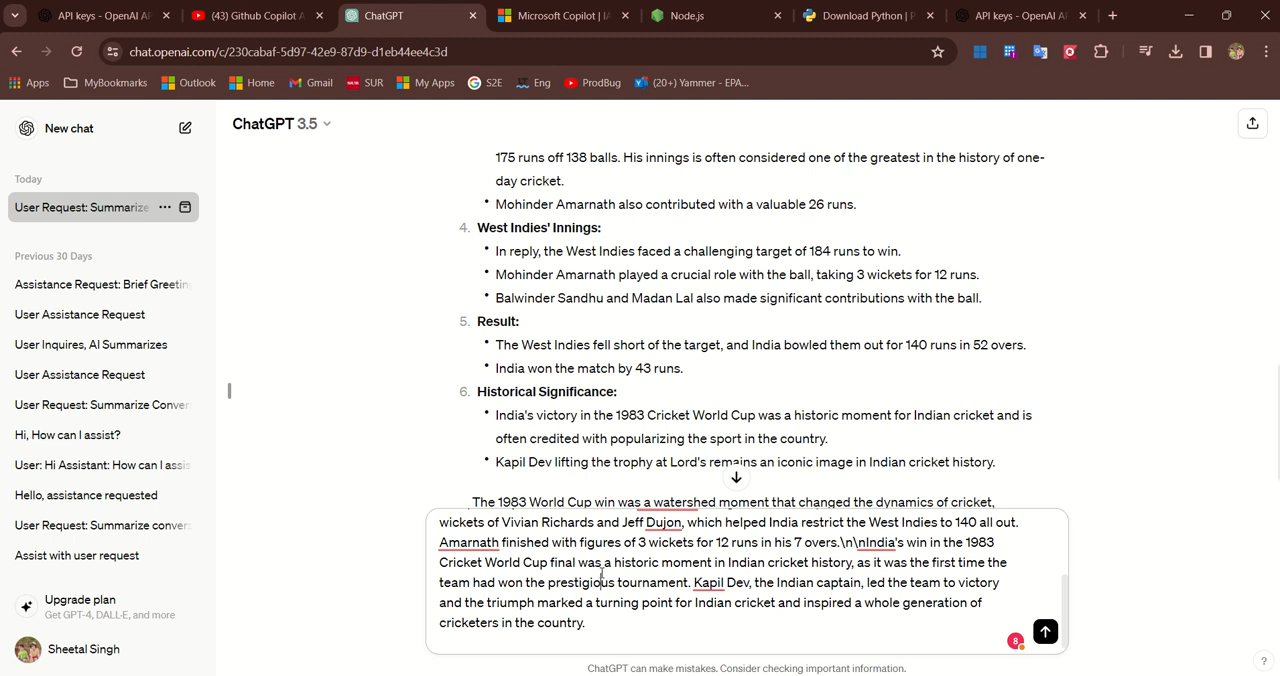 API keys - OpenAI AP
(43) Github Copilot A
ChatGPT
Microsoft Copilot | IA
Node.js
Download Python | P
API keys - OpenAI AP
chat.openai.com/c/230cabaf-5d97-42e9-87d9-d1eb44ee4c3d
Apps
MyBookmarks
Outlook
Home
Gmail
SUR
My Apps
S2E
Eng
ProdBug
(20+) Yammer - EPA...
New chat
ChatGPT 3.5
Today
User Request: Summarize
Previous 30 Days
Assistance Request: Brief Greeting
User Assistance Request
User Inquires, AI Summarizes
User Assistance Request
User Request: Summarize Conver
Hi, How can I assist?
User: Hi Assistant: How can I assis
Hello, assistance requested
User Request: Summarize convers
Assist with user request
Upgrade plan
Get GPT-4, DALL·E, and more
Sheetal Singh
175 runs off 138 balls. His innings is often considered one of the greatest in the history of one-
day cricket.
• Mohinder Amarnath also contributed with a valuable 26 runs.
4. West Indies' Innings:
• In reply, the West Indies faced a challenging target of 184 runs to win.
• Mohinder Amarnath played a crucial role with the ball, taking 3 wickets for 12 runs.
• Balwinder Sandhu and Madan Lal also made significant contributions with the ball.
5. Result:
• The West Indies fell short of the target, and India bowled them out for 140 runs in 52 overs.
• India won the match by 43 runs.
6. Historical Significance:
• India's victory in the 1983 Cricket World Cup was a historic moment for Indian cricket and is
often credited with popularizing the sport in the country.
• Kapil Dev lifting the trophy at Lord's remains an iconic image in Indian cricket history.
The 1983 World Cup win was a watershed moment that changed the dynamics of cricket,
wickets of Vivian Richards and Jeff Dujon, which helped India restrict the West Indies to 140 all out.
Amarnath finished with figures of 3 wickets for 12 runs in his 7 overs.\n\nIndia's win in the 1983
Cricket World Cup final was a historic moment in Indian cricket history, as it was the first time the
team had won the prestigious tournament. Kapil Dev, the Indian captain, led the team to victory
and the triumph marked a turning point for Indian cricket and inspired a whole generation of
cricketers in the country.
8
ChatGPT can make mistakes. Consider checking important information.
?